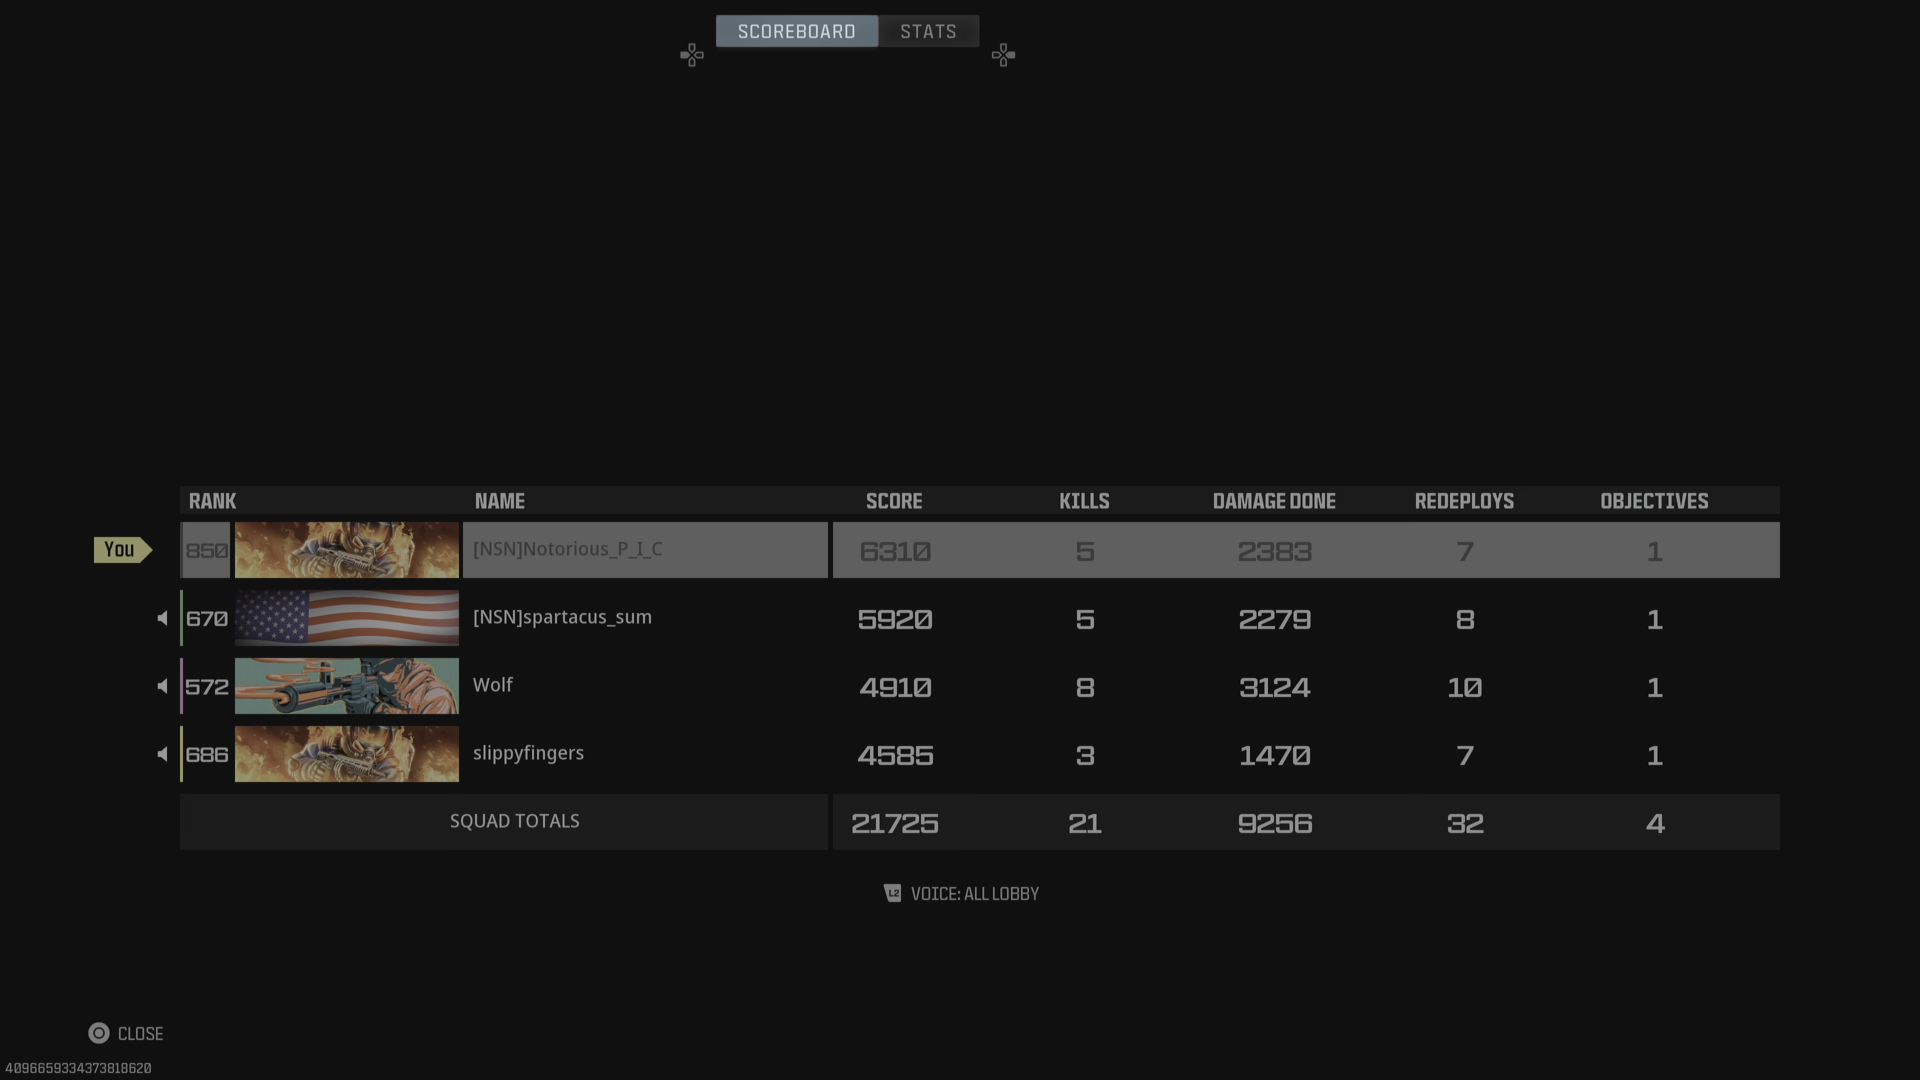 SCOREBOARD STATS
RANK NAME SCORE KILLS DAMAGE DONE REDEPLOYS OBJECTIVES
You 850 [NSN]Notorious_P_I_C 6310 5 2383 7 1
670 [NSN]spartacus_sum 5920 5 2279 8 1
572 Wolf 4910 8 3124 10 1
686 slippyfingers 4585 3 1470 7 1
SQUAD TOTALS 21725 21 9256 32 4
L2 VOICE: ALL LOBBY
CLOSE
4096659334373818620